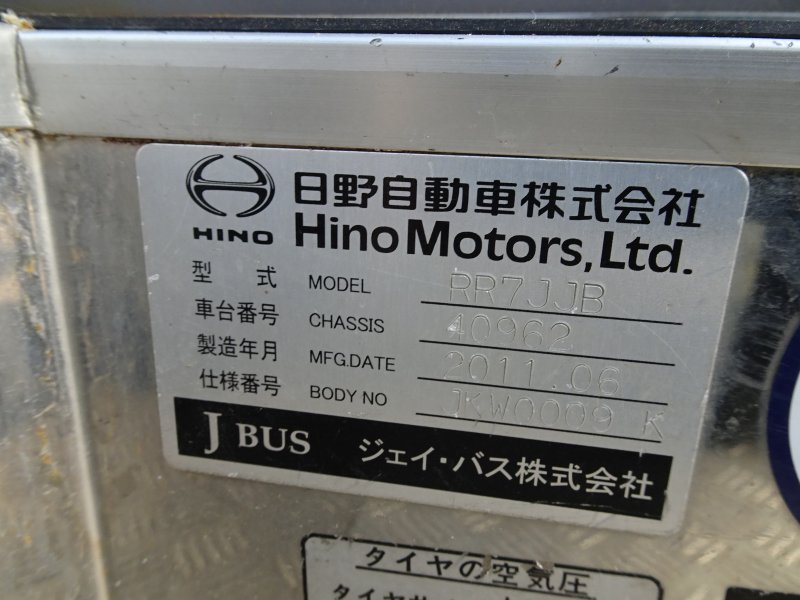 日野自動車株式会社
HINO Hino Motors, Ltd.
型式 MODEL RR7JJB
車台番号 CHASSIS 40962
製造年月 MFG.DATE 2011.06
仕様番号 BODY NO JKW0009 K
J BUS ジェイ・バス株式会社
タイヤの空気圧